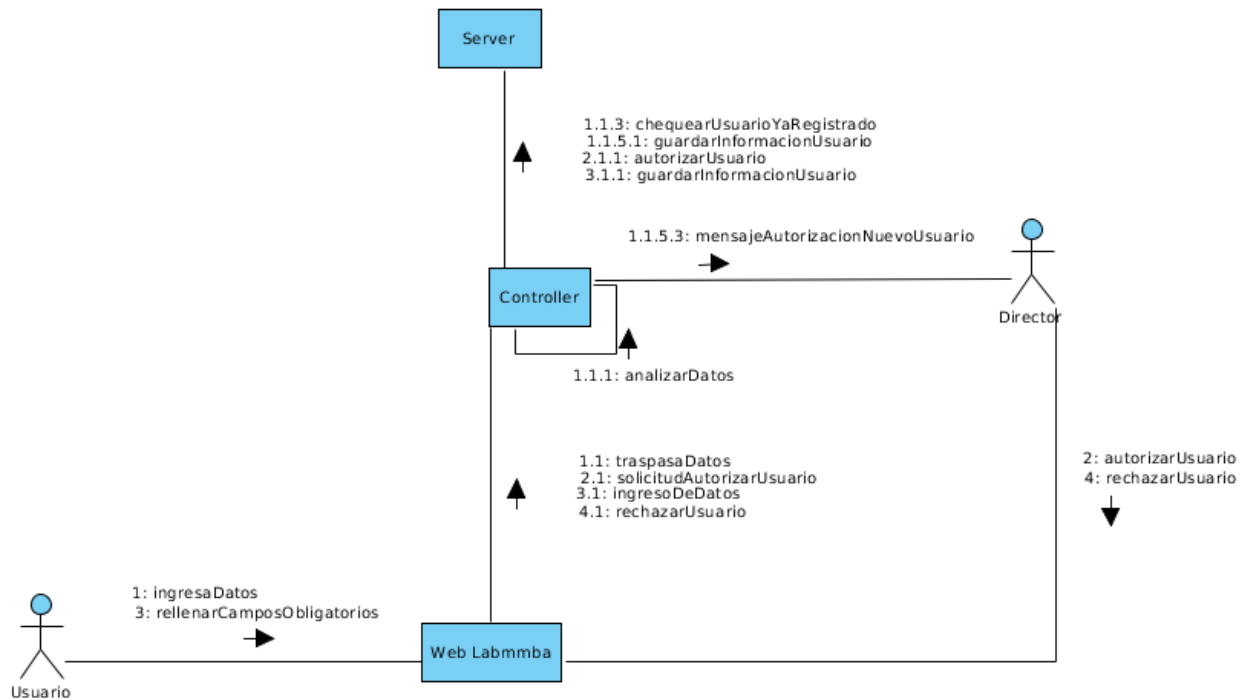 Server
1.1.3: chequearUsuarioYaRegistrado
1.1.5.1: guardarInformacionUsuario
2.1.1: autorizarUsuario
3.1.1: guardarInformacionUsuario
1.1.5.3: mensajeAutorizacionNuevoUsuario
Controller
Director
1.1.1: analizarDatos
1.1: traspasaDatos
2.1: solicitudAutorizarUsuario
3.1: ingresoDeDatos
4.1: rechazarUsuario
2: autorizarUsuario
4: rechazarUsuario
1: ingresaDatos
3: rellenarCamposObligatorios
Web Labmmba
Usuario